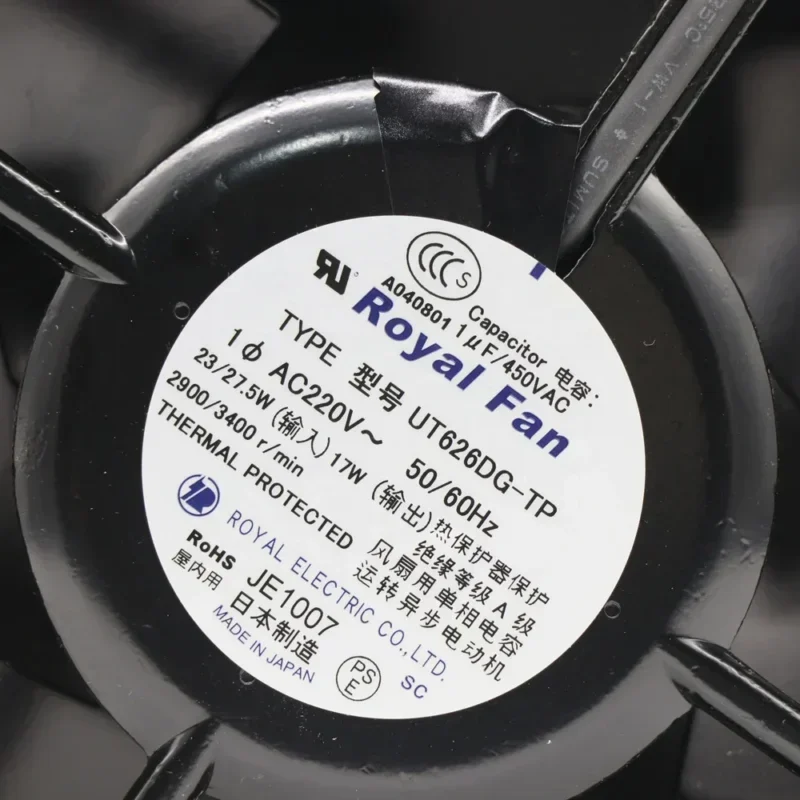 CCC S
A040801
Capacitor 电容:
1μF/450VAC
Royal Fan
TYPE 型号 UT626DG-TP
1ϕ AC220V~ 50/60Hz
23/27.5W(输入) 17W (输出)
2900/3400 r/min
THERMAL PROTECTED
热保护器保护
绝缘等级 A 级
风扇用单相电容
运转异步电动机
ROYAL ELECTRIC CO.,LTD.
RoHS JE1007 SC
屋内用 日本制造
MADE IN JAPAN
PS
E
VW-1